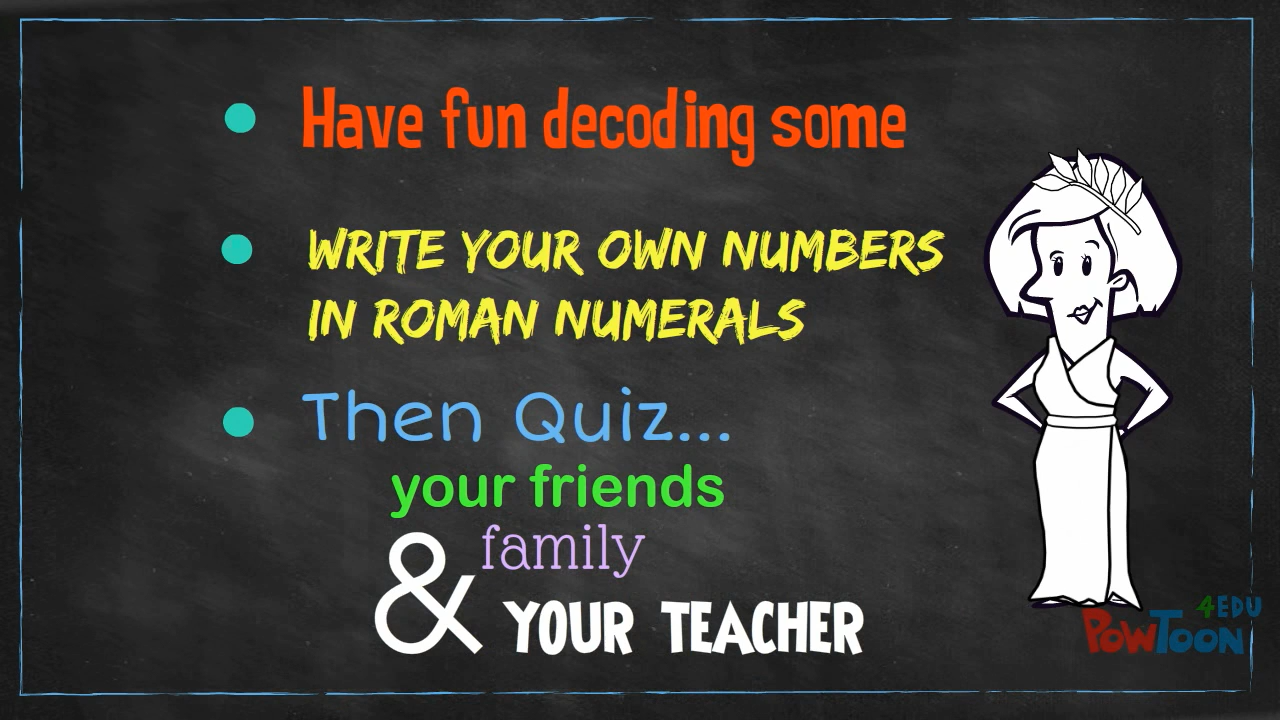 Have fun decoding some
WRITE YOUR OWN NUMBERS
IN ROMAN NUMERALS
Then Quiz...
your friends
& family
YOUR TEACHER
4EDU
POWTOON